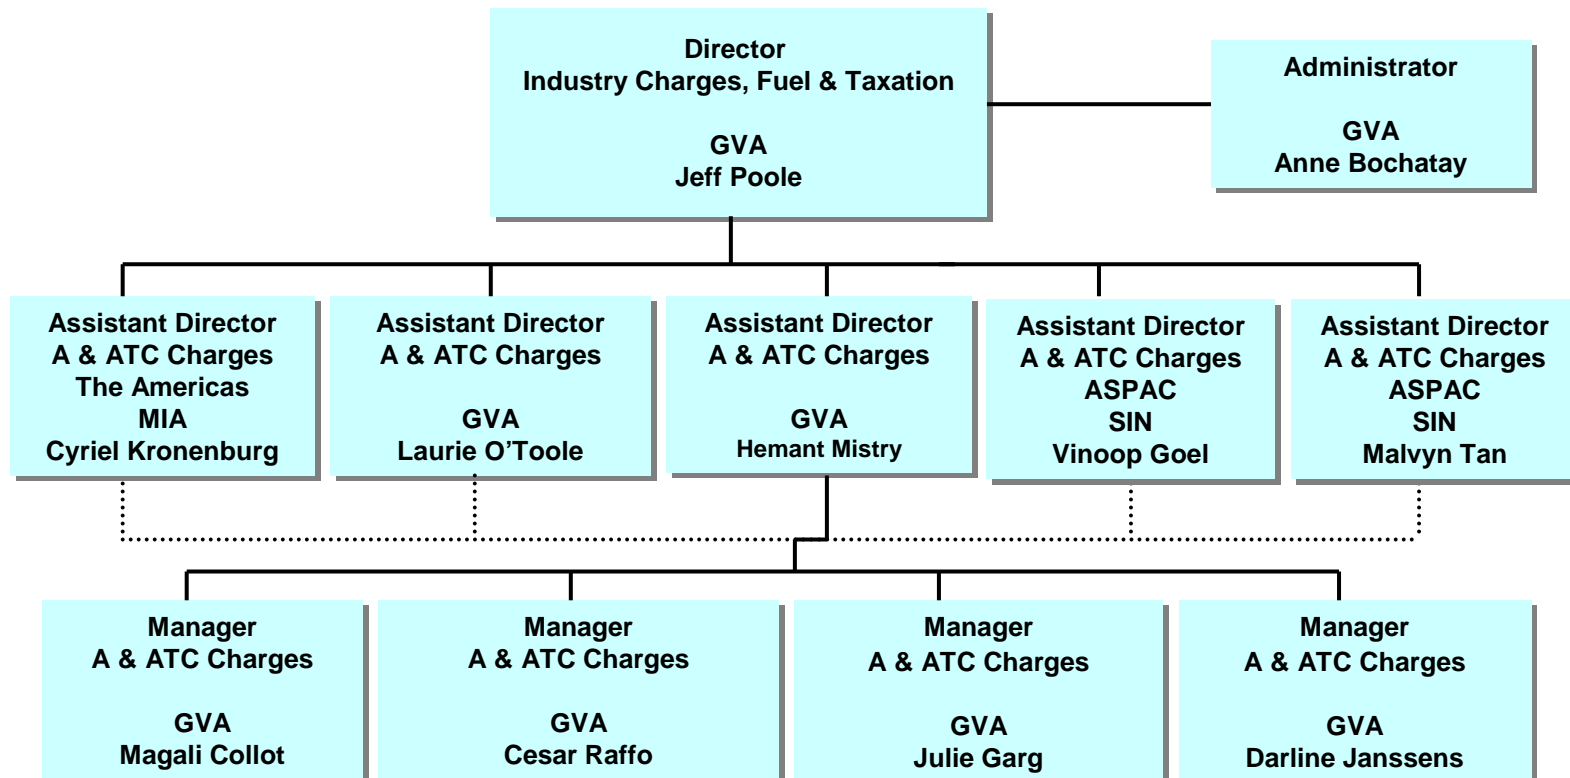 Director
Industry Charges, Fuel & Taxation
GVA
Jeff Poole
Administrator
GVA
Anne Bochatay
Assistant Director
A & ATC Charges
The Americas
MIA
Cyriel Kronenburg
Assistant Director
A & ATC Charges
GVA
Laurie O’Toole
Assistant Director
A & ATC Charges
GVA
Hemant Mistry
Assistant Director
A & ATC Charges
ASPAC
SIN
Vinoop Goel
Assistant Director
A & ATC Charges
ASPAC
SIN
Malvyn Tan
Manager
A & ATC Charges
GVA
Magali Collot
Manager
A & ATC Charges
GVA
Cesar Raffo
Manager
A & ATC Charges
GVA
Julie Garg
Manager
A & ATC Charges
GVA
Darline Janssens